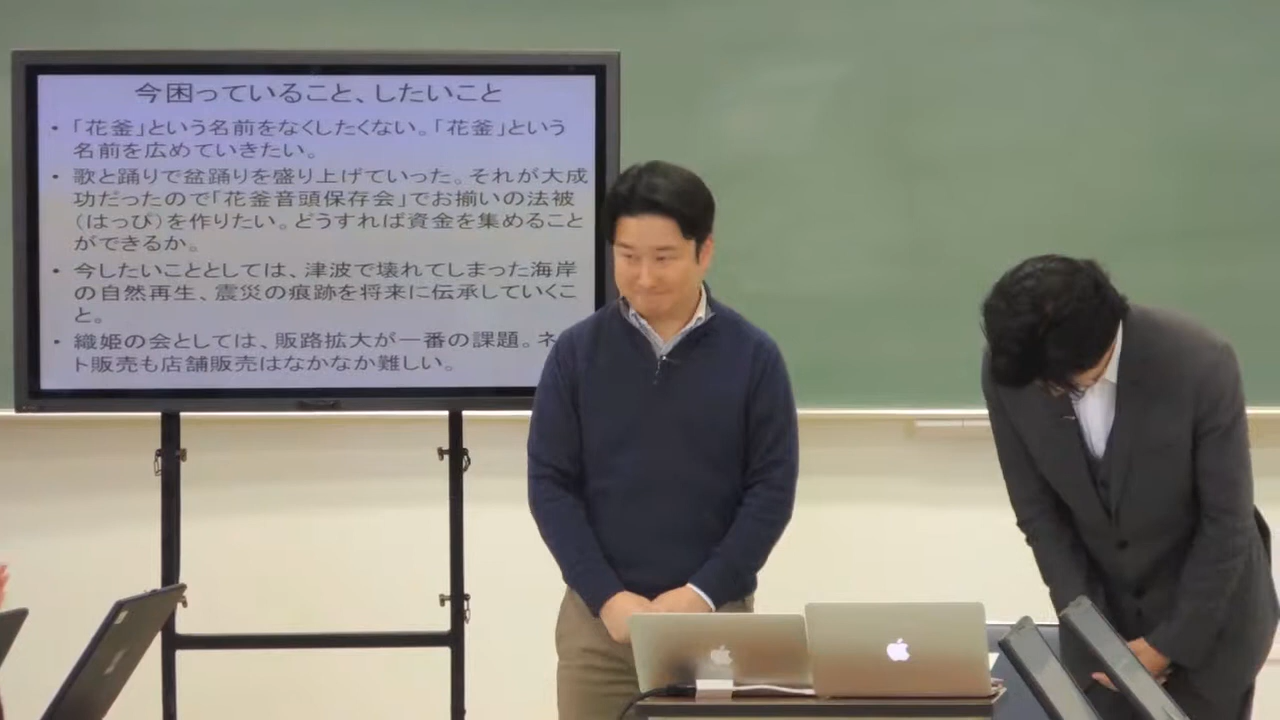 今困っていること、したいこと
・「花釜」という名前をなくしたくない。「花釜」という
名前を広めていきたい。
・歌と踊りで盆踊りを盛り上げていった。それが大成
功だったので「花釜音頭保存会」でお揃いの法被
（はっぴ）を作りたい。どうすれば資金を集めること
ができるか。
・今したいこととしては、津波で壊れてしまった海岸
の自然再生、震災の痕跡を将来に伝承していくこ
と。
・織姫の会としては、販路拡大が一番の課題。ネ
ト販売も店舗販売はなかなか難しい。